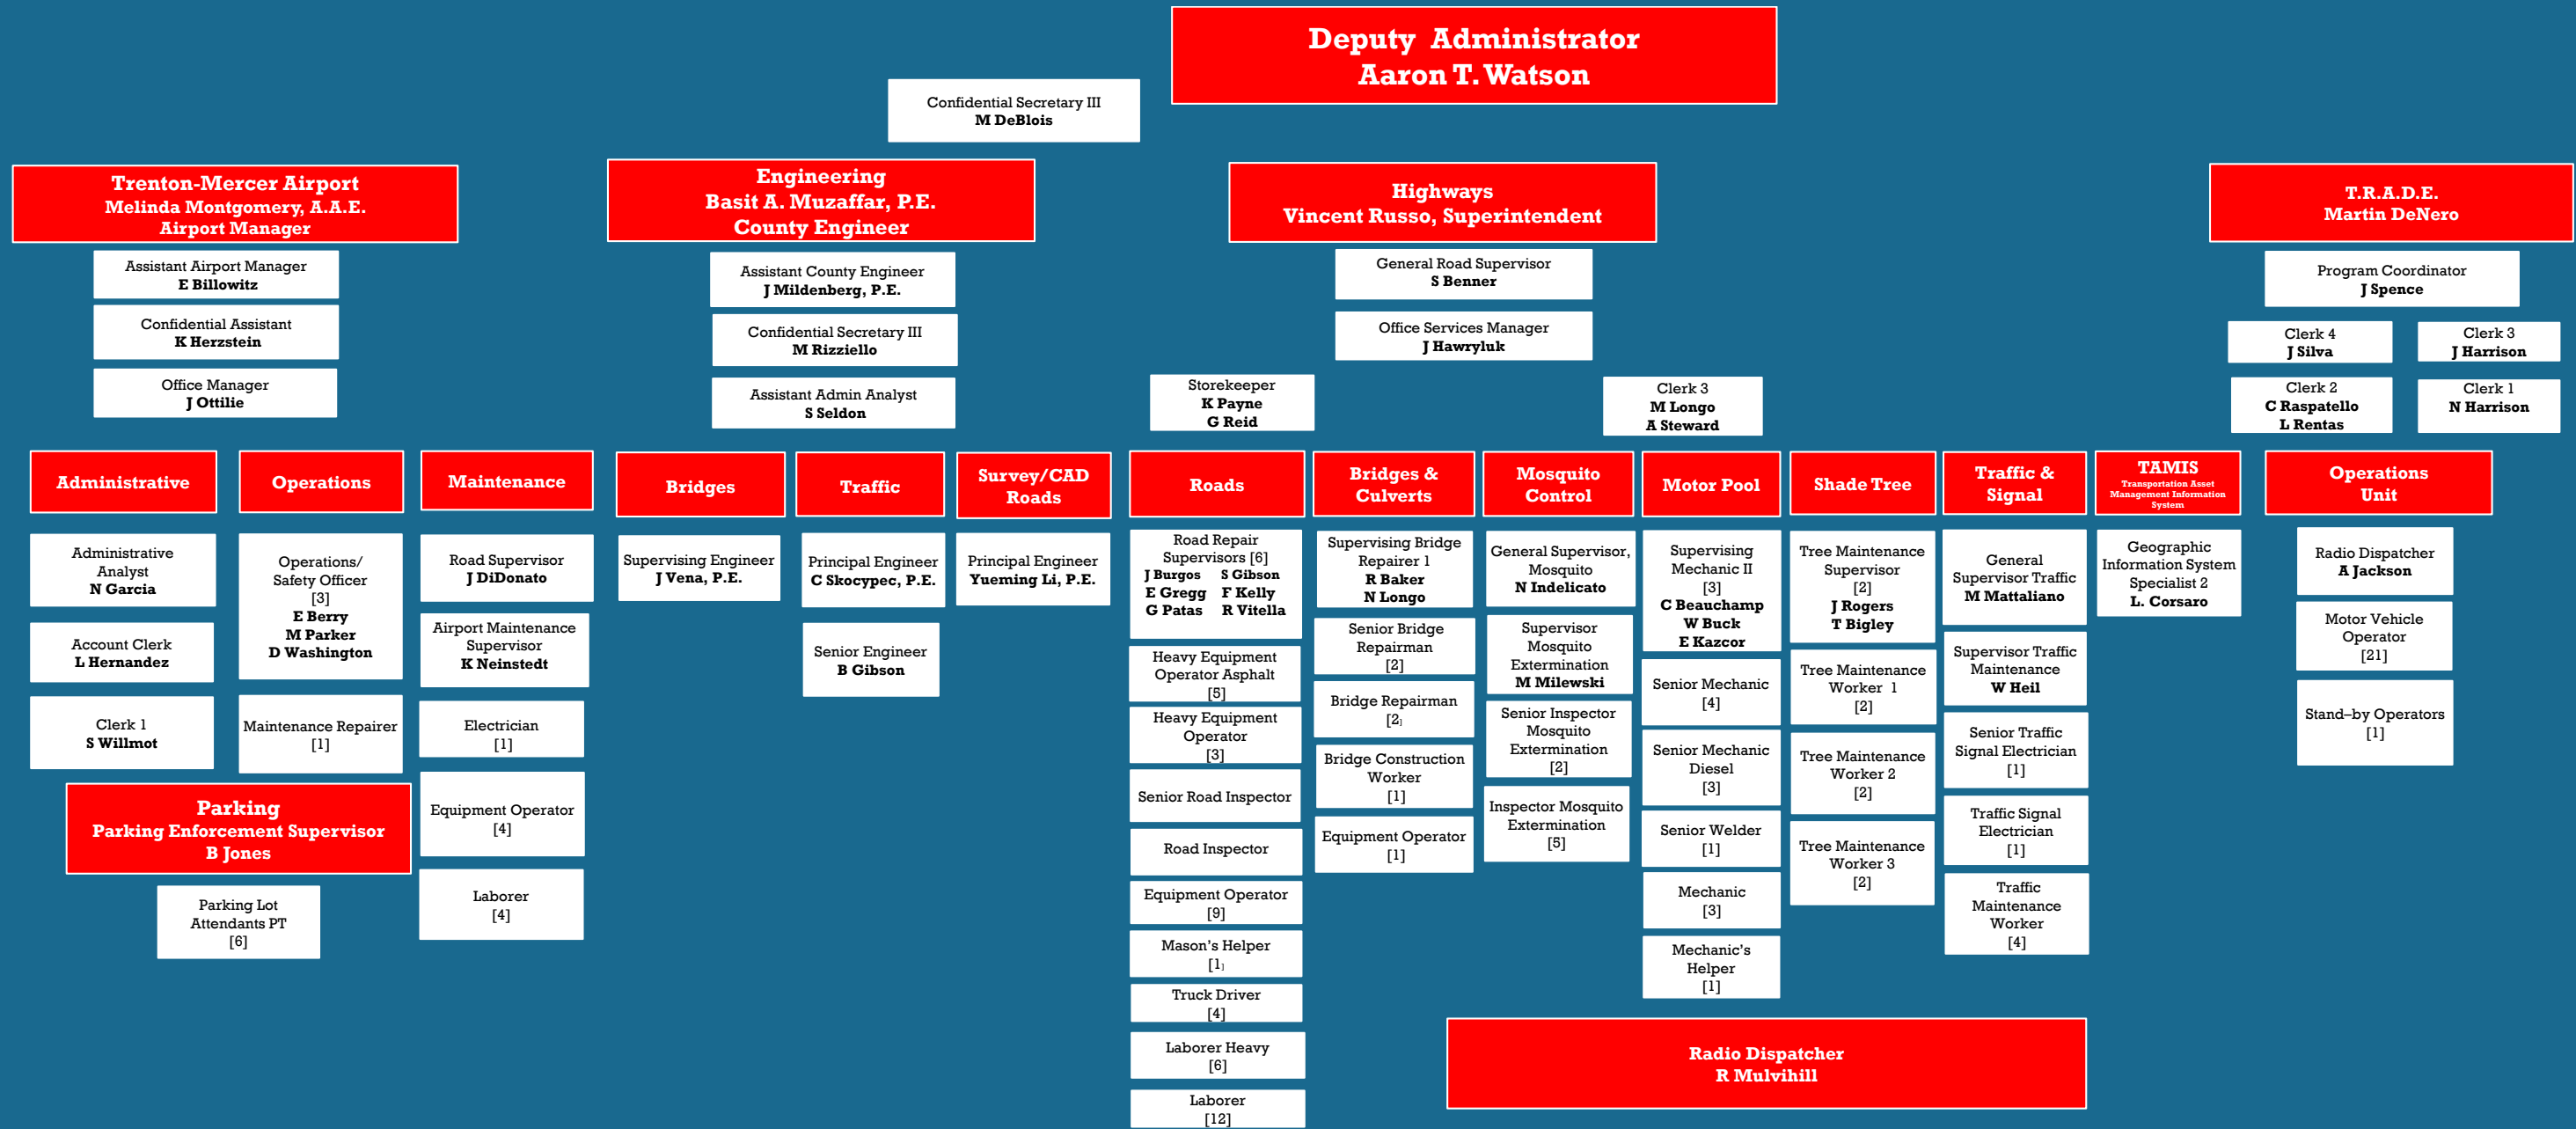 Deputy Administrator
Aaron T. Watson
Confidential Secretary III
M DeBlois
Trenton-Mercer Airport
Melinda Montgomery, A.A.E.
Airport Manager
Assistant Airport Manager
E Billowitz
Confidential Assistant
K Herzstein
Office Manager
J Ottilie
Engineering
Basit A. Muzaffar, P.E.
County Engineer
Assistant County Engineer
J Mildenberg, P.E.
Confidential Secretary III
M Rizziello
Assistant Admin Analyst
S Seldon
Highways
Vincent Russo, Superintendent
General Road Supervisor
S Benner
Office Services Manager
J Hawryluk
Storekeeper
K Payne
G Reid
Clerk 3
M Longo
A Steward
T.R.A.D.E.
Martin DeNero
Program Coordinator
J Spence
Clerk 4
J Silva
Clerk 3
J Harrison
Clerk 2
C Raspatello
L Rentas
Clerk 1
N Harrison
Administrative
Administrative
Analyst
N Garcia
Account Clerk
L Hernandez
Clerk 1
S Willmot
Operations
Operations/
Safety Officer
[3]
E Berry
M Parker
D Washington
Maintenance Repairer
[1]
Parking
Parking Enforcement Supervisor
B Jones
Parking Lot
Attendants PT
[6]
Maintenance
Road Supervisor
J DiDonato
Airport Maintenance
Supervisor
K Neinstedt
Electrician
[1]
Equipment Operator
[4]
Laborer
[4]
Bridges
Supervising Engineer
J Vena, P.E.
Traffic
Principal Engineer
C Skocypec, P.E.
Senior Engineer
B Gibson
Survey/CAD
Roads
Principal Engineer
Yueming Li, P.E.
Roads
Road Repair
Supervisors [6]
J Burgos S Gibson
E Gregg F Kelly
G Patas R Vitella
Heavy Equipment
Operator Asphalt
[5]
Heavy Equipment
Operator
[3]
Senior Road Inspector
Road Inspector
Equipment Operator
[9]
Mason's Helper
[1]
Truck Driver
[4]
Laborer Heavy
[6]
Laborer
[12]
Bridges &
Culverts
Supervising Bridge
Repairer 1
R Baker
N Longo
Senior Bridge
Repairman
[2]
Bridge Repairman
[2]
Bridge Construction
Worker
[1]
Equipment Operator
[1]
Mosquito
Control
General Supervisor,
Mosquito
N Indelicato
Supervisor
Mosquito
Extermination
M Milewski
Senior Inspector
Mosquito
Extermination
[2]
Inspector Mosquito
Extermination
[5]
Motor Pool
Supervising
Mechanic II
[3]
C Beauchamp
W Buck
E Kazcor
Senior Mechanic
[4]
Senior Mechanic
Diesel
[3]
Senior Welder
[1]
Mechanic
[3]
Mechanic's
Helper
[1]
Shade Tree
Tree Maintenance
Supervisor
[2]
J Rogers
T Bigley
Tree Maintenance
Worker 1
[2]
Tree Maintenance
Worker 2
[2]
Tree Maintenance
Worker 3
[2]
Traffic &
Signal
General
Supervisor Traffic
M Mattaliano
Supervisor Traffic
Maintenance
W Heil
Senior Traffic
Signal Electrician
[1]
Traffic Signal
Electrician
[1]
Traffic
Maintenance
Worker
[4]
TAMIS
Transportation Asset
Management Information
System
Geographic
Information System
Specialist 2
L. Corsaro
Operations
Unit
Radio Dispatcher
A Jackson
Motor Vehicle
Operator
[21]
Stand–by Operators
[1]
Radio Dispatcher
R Mulvihill